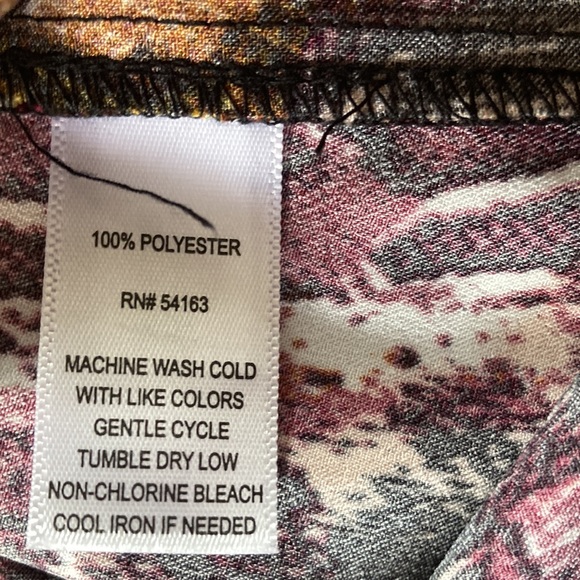 100% POLYESTER
RN# 54163
MACHINE WASH COLD
WITH LIKE COLORS
GENTLE CYCLE
TUMBLE DRY LOW
NON-CHLORINE BLEACH
COOL IRON IF NEEDED